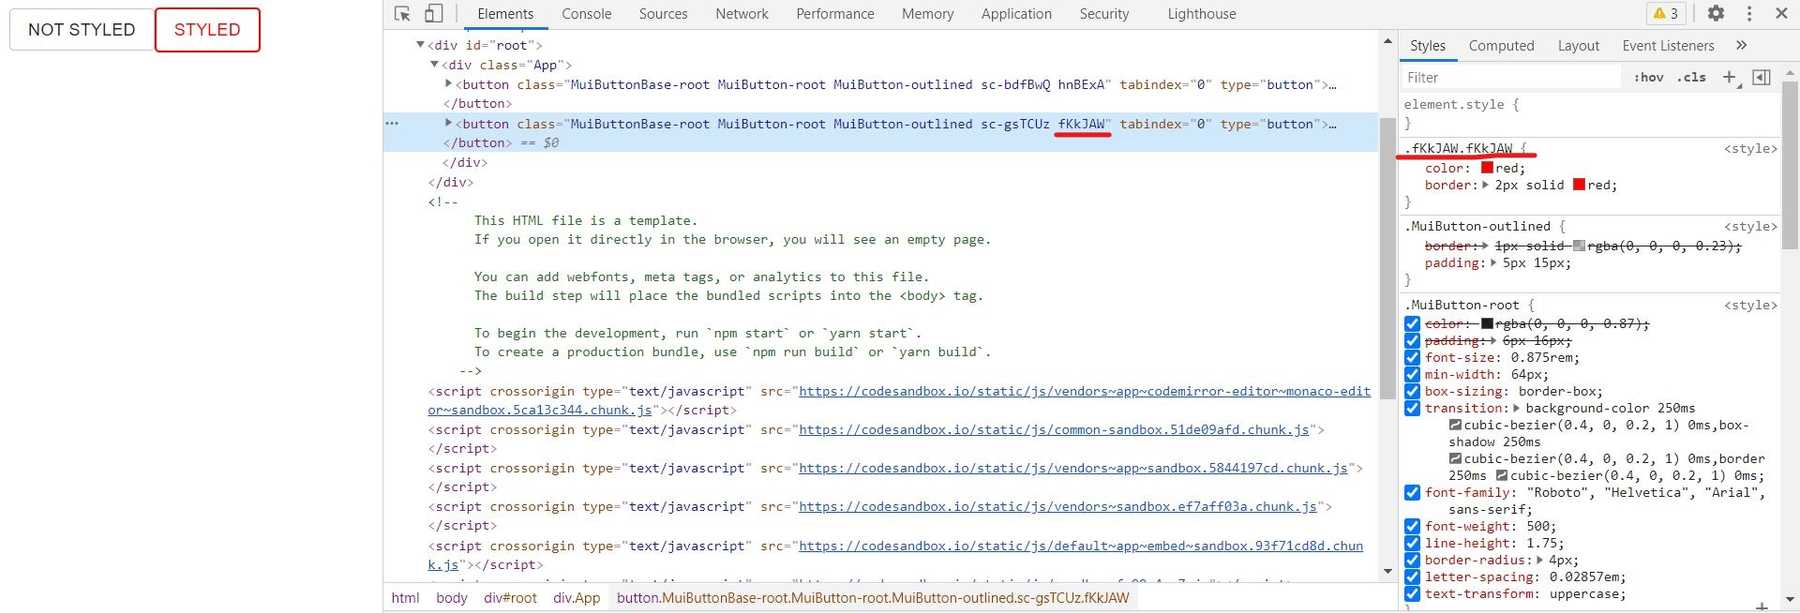 NOT STYLED
STYLED
Elements
Console
Sources
Network
Performance
Memory
Application
Security
Lighthouse
3
▼<div id="root">
▼<div class="App">
▶<button class="MuiButtonBase-root MuiButton-root MuiButton-outlined sc-bdfBwQ hnBExA" tabindex="0" type="button">…
</button>
▶<button class="MuiButtonBase-root MuiButton-root MuiButton-outlined sc-gsTCUz fKkJAW" tabindex="0" type="button">…
</button> == $0
</div>
</div>
<!--
This HTML file is a template.
If you open it directly in the browser, you will see an empty page.
You can add webfonts, meta tags, or analytics to this file.
The build step will place the bundled scripts into the <body> tag.
To begin the development, run `npm start` or `yarn start`.
To create a production bundle, use `npm run build` or `yarn build`.
-->
<script crossorigin type="text/javascript" src="https://codesandbox.io/static/js/vendors~app~codemirror-editor~monaco-edit
or~sandbox.5ca13c344.chunk.js"></script>
<script crossorigin type="text/javascript" src="https://codesandbox.io/static/js/common-sandbox.51de09afd.chunk.js">
</script>
<script crossorigin type="text/javascript" src="https://codesandbox.io/static/js/vendors~app~sandbox.5844197cd.chunk.js">
</script>
<script crossorigin type="text/javascript" src="https://codesandbox.io/static/js/vendors~sandbox.ef7aff03a.chunk.js">
</script>
<script crossorigin type="text/javascript" src="https://codesandbox.io/static/js/default~app~embed~sandbox.93f71cd8d.chun
k.js"></script>
html body div#root div.App button.MuiButtonBase-root.MuiButton-root.MuiButton-outlined.sc-gsTCUz.fKkJAW
Styles
Computed
Layout
Event Listeners
»
Filter
:hov .cls +
element.style {
}
.fKkJAW.fKkJAW { <style>
color: red;
border: 2px solid red;
}
.MuiButton-outlined { <style>
border: 1px solid rgba(0, 0, 0, 0.23);
padding: 5px 15px;
}
.MuiButton-root { <style>
color: rgba(0, 0, 0, 0.87);
padding: 6px 16px;
font-size: 0.875rem;
min-width: 64px;
box-sizing: border-box;
transition: background-color 250ms
cubic-bezier(0.4, 0, 0.2, 1) 0ms,box-
shadow 250ms
cubic-bezier(0.4, 0, 0.2, 1) 0ms,border
250ms cubic-bezier(0.4, 0, 0.2, 1) 0ms;
font-family: "Roboto", "Helvetica", "Arial",
sans-serif;
font-weight: 500;
line-height: 1.75;
border-radius: 4px;
letter-spacing: 0.02857em;
text-transform: uppercase;